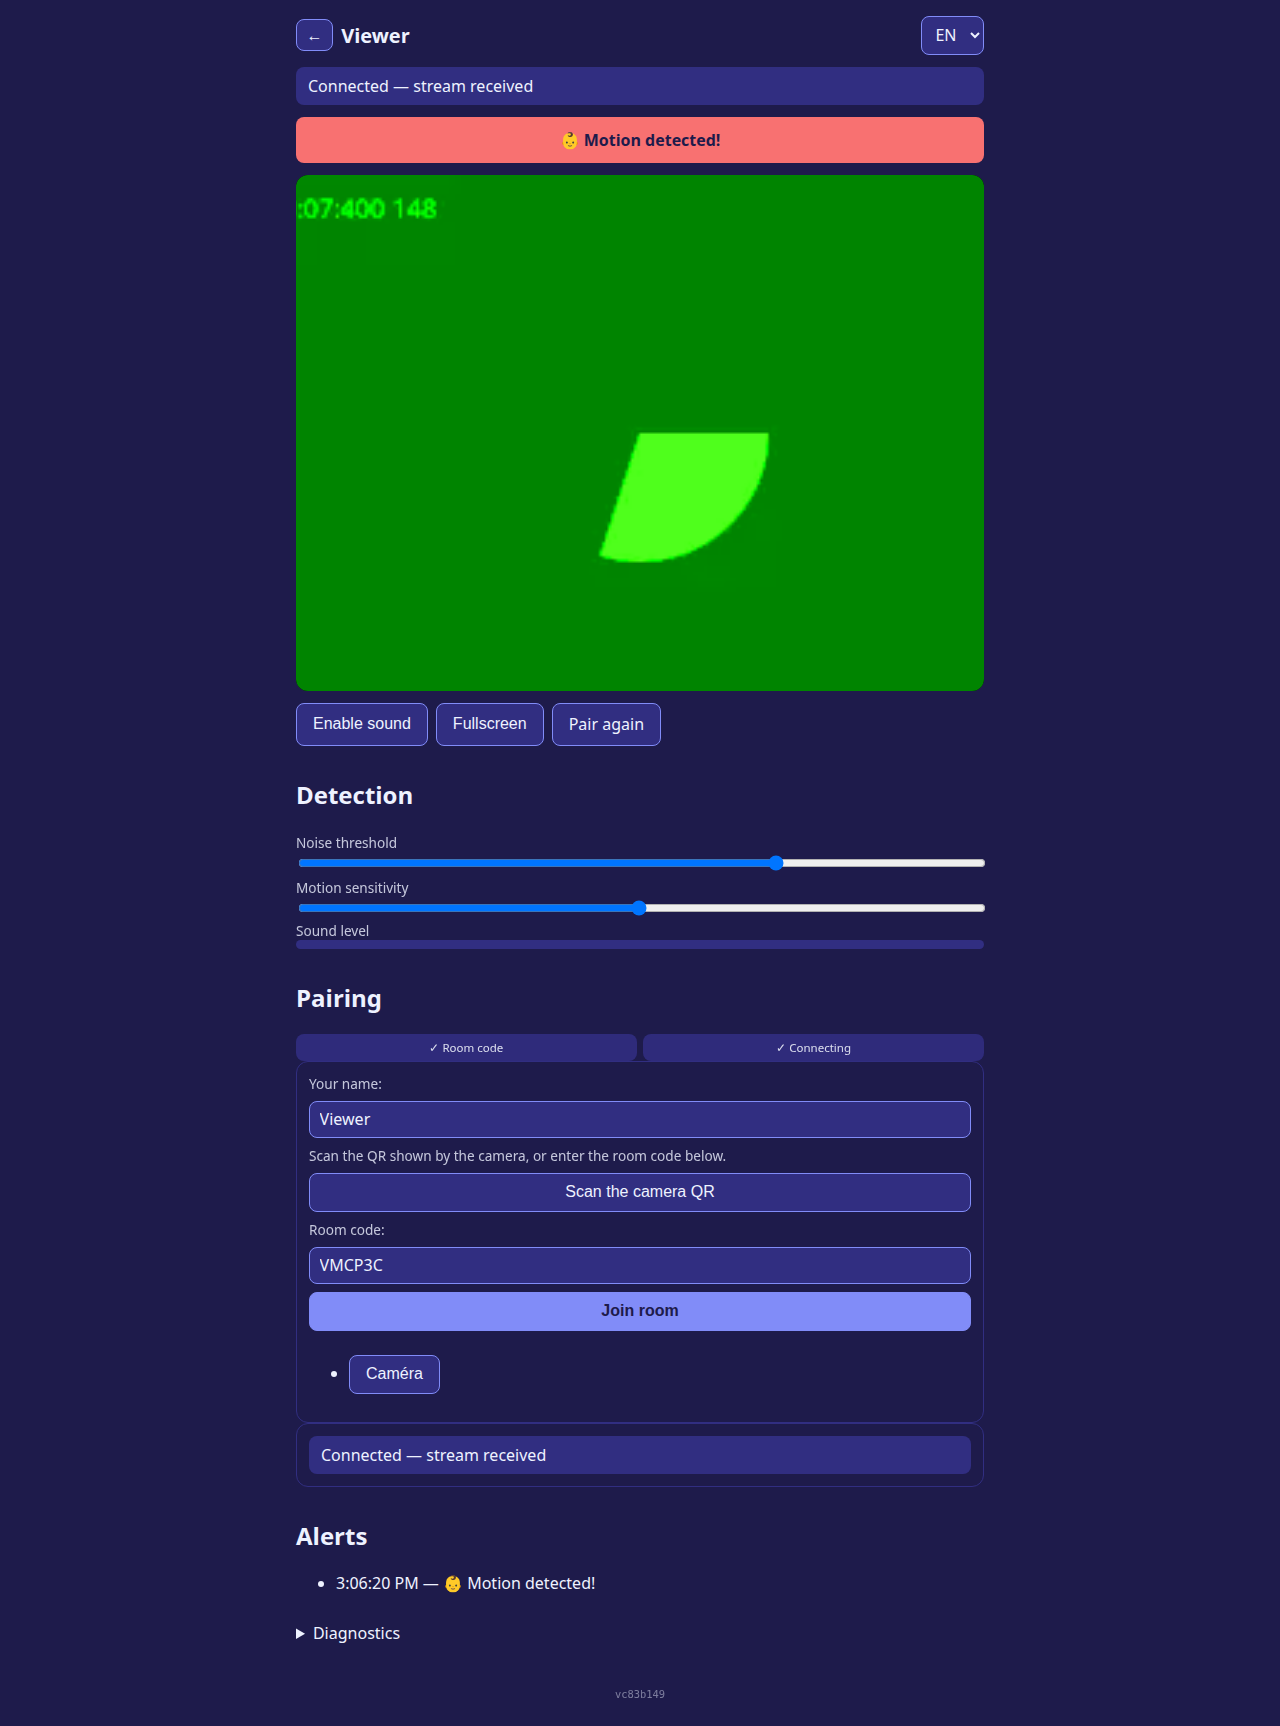 ← Viewer EN
Connected — stream received
👶 Motion detected!
:07:400 148
Enable sound Fullscreen Pair again
Detection
Noise threshold
Motion sensitivity
Sound level
Pairing
✓ Room code ✓ Connecting
Your name:
Viewer
Scan the QR shown by the camera, or enter the room code below.
Scan the camera QR
Room code:
VMCP3C
Join room
• Caméra
Connected — stream received
Alerts
• 3:06:20 PM — 👶 Motion detected!
▶ Diagnostics
vc83b149